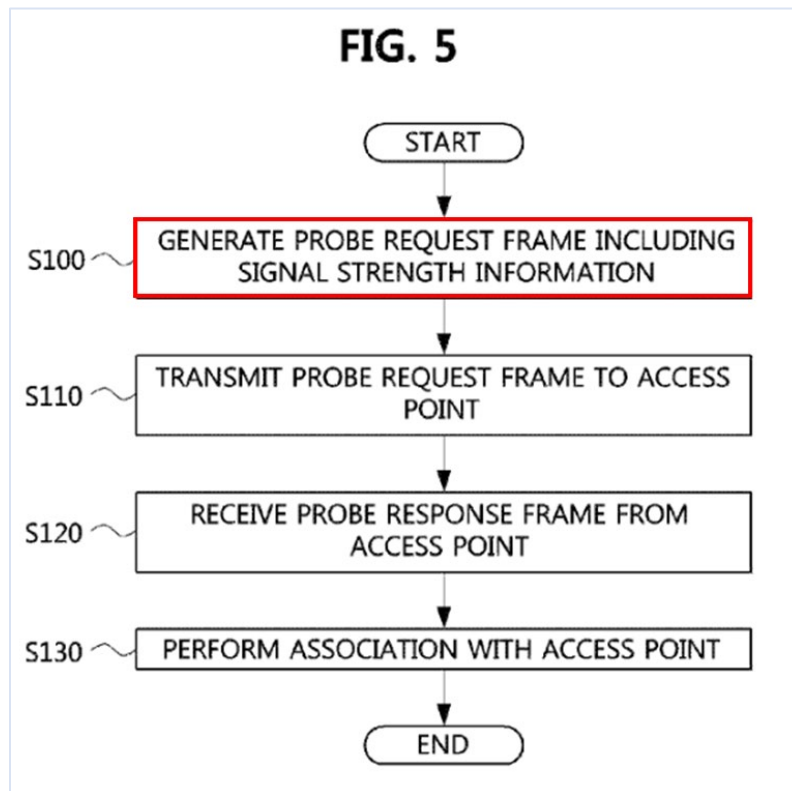 FIG. 5
START
S100
GENERATE PROBE REQUEST FRAME INCLUDING
SIGNAL STRENGTH INFORMATION
S110
TRANSMIT PROBE REQUEST FRAME TO ACCESS
POINT
S120
RECEIVE PROBE RESPONSE FRAME FROM
ACCESS POINT
S130
PERFORM ASSOCIATION WITH ACCESS POINT
END